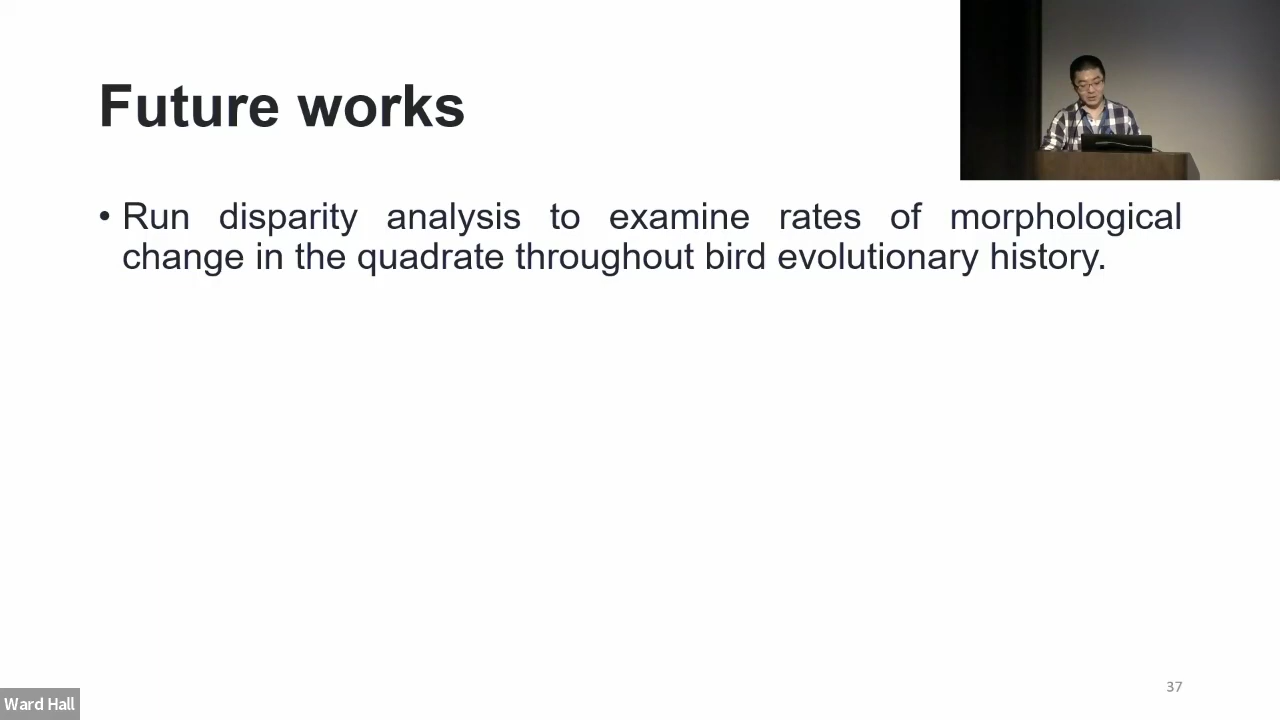 Future works
• Run disparity analysis to examine rates of morphological
change in the quadrate throughout bird evolutionary history.
37
Ward Hall